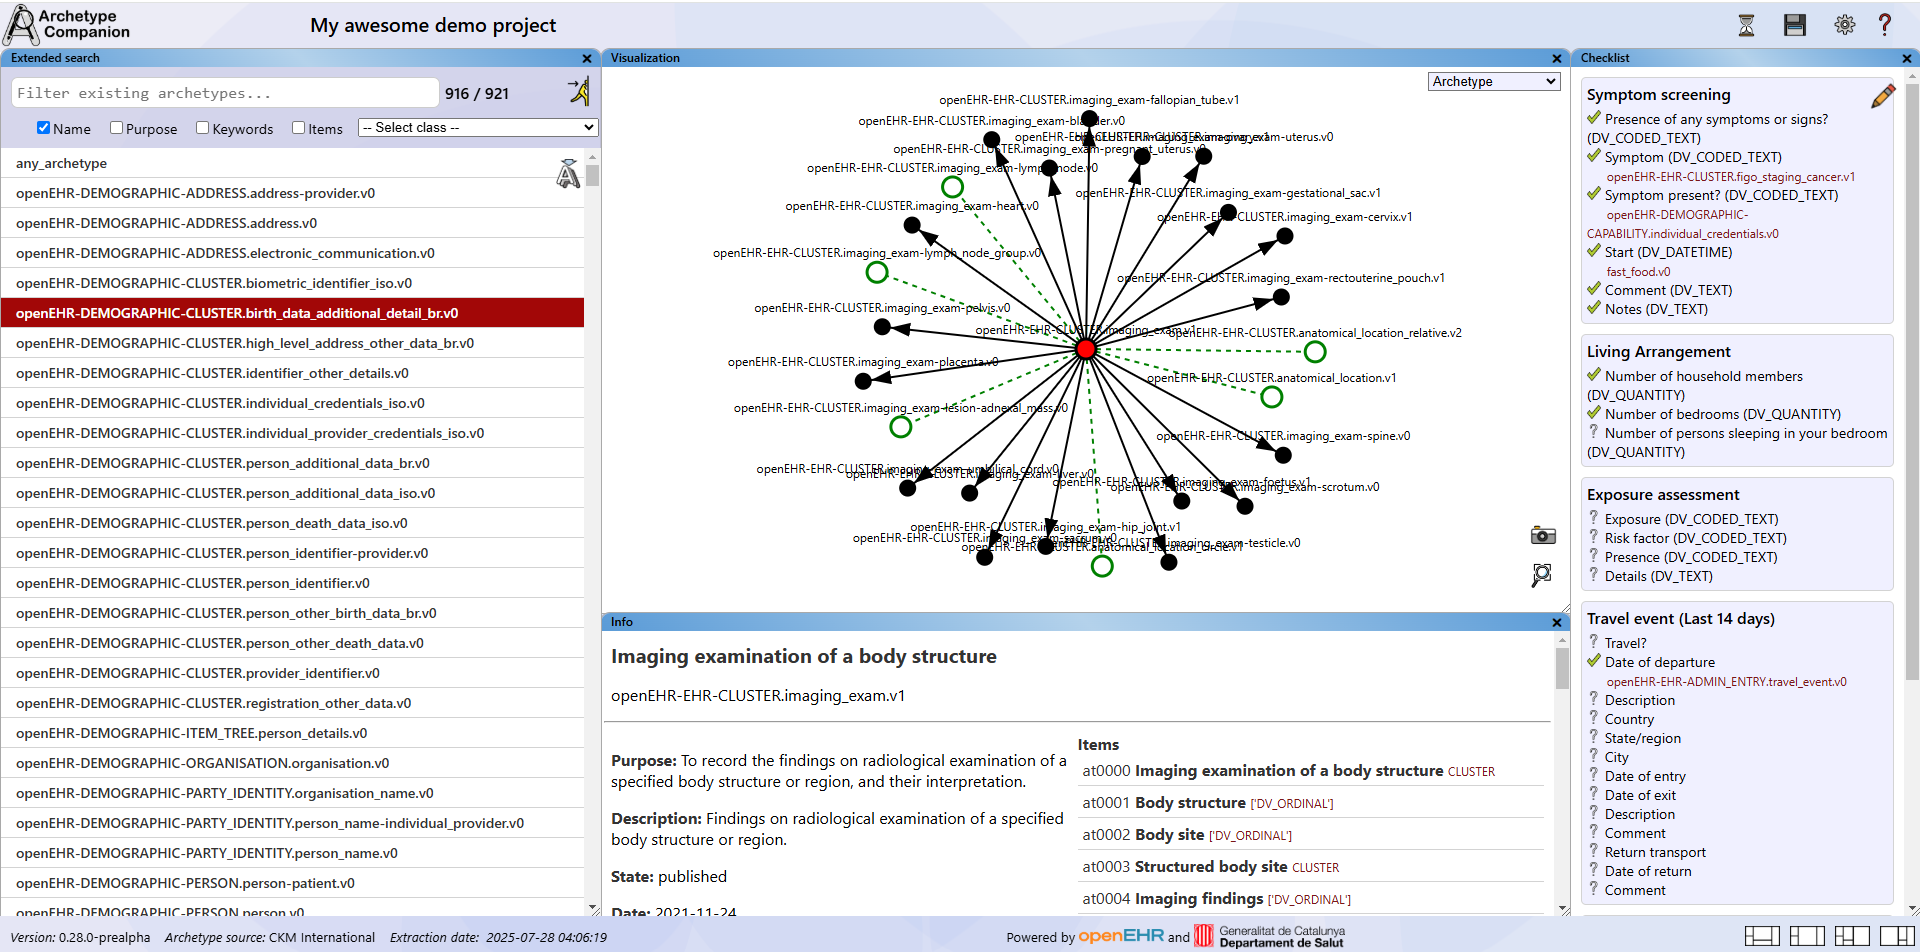 Archetype
Companion
My awesome demo project
Extended search
916 / 921
Filter existing archetypes...
Name Purpose Keywords Items -- Select class --
any_archetype
openEHR-DEMOGRAPHIC-ADDRESS.address-provider.v0
openEHR-DEMOGRAPHIC-ADDRESS.address.v0
openEHR-DEMOGRAPHIC-ADDRESS.electronic_communication.v0
openEHR-DEMOGRAPHIC-CLUSTER.biometric_identifier_iso.v0
openEHR-DEMOGRAPHIC-CLUSTER.birth_data_additional_detail_br.v0
openEHR-DEMOGRAPHIC-CLUSTER.high_level_address_other_data_br.v0
openEHR-DEMOGRAPHIC-CLUSTER.identifier_other_details.v0
openEHR-DEMOGRAPHIC-CLUSTER.individual_credentials_iso.v0
openEHR-DEMOGRAPHIC-CLUSTER.individual_provider_credentials_iso.v0
openEHR-DEMOGRAPHIC-CLUSTER.person_additional_data_br.v0
openEHR-DEMOGRAPHIC-CLUSTER.person_additional_data_iso.v0
openEHR-DEMOGRAPHIC-CLUSTER.person_death_data_iso.v0
openEHR-DEMOGRAPHIC-CLUSTER.person_identifier-provider.v0
openEHR-DEMOGRAPHIC-CLUSTER.person_identifier.v0
openEHR-DEMOGRAPHIC-CLUSTER.person_other_birth_data_br.v0
openEHR-DEMOGRAPHIC-CLUSTER.person_other_death_data.v0
openEHR-DEMOGRAPHIC-CLUSTER.provider_identifier.v0
openEHR-DEMOGRAPHIC-CLUSTER.registration_other_data.v0
openEHR-DEMOGRAPHIC-ITEM_TREE.person_details.v0
openEHR-DEMOGRAPHIC-ORGANISATION.organisation.v0
openEHR-DEMOGRAPHIC-PARTY_IDENTITY.organisation_name.v0
openEHR-DEMOGRAPHIC-PARTY_IDENTITY.person_name-individual_provider.v0
openEHR-DEMOGRAPHIC-PARTY_IDENTITY.person_name.v0
openEHR-DEMOGRAPHIC-PERSON.person-patient.v0
openEHR-DEMOGRAPHIC-PERSON.person.v0
Visualization
Archetype
openEHR-EHR-CLUSTER.imaging_exam-fallopian_tube.v1
openEHR-EHR-CLUSTER.imaging_exam-bladder.v0
openEHR-EHR-CLUSTER.imaging_exam-uterus.v0
openEHR-EHR-CLUSTER.imaging_exam-pregnant_uterus.v0
openEHR-EHR-CLUSTER.imaging_exam-lymph_node.v0
openEHR-EHR-CLUSTER.imaging_exam-gestational_sac.v1
openEHR-EHR-CLUSTER.imaging_exam-heart.v0
openEHR-EHR-CLUSTER.imaging_exam-cervix.v1
openEHR-EHR-CLUSTER.imaging_exam-lymph_node_group.v0
openEHR-EHR-CLUSTER.imaging_exam-rectouterine_pouch.v1
openEHR-EHR-CLUSTER.imaging_exam-pelvis.v0
openEHR-EHR-CLUSTER.imaging_exam.v1
openEHR-EHR-CLUSTER.anatomical_location_relative.v2
openEHR-EHR-CLUSTER.imaging_exam-placenta.v0
openEHR-EHR-CLUSTER.anatomical_location.v1
openEHR-EHR-CLUSTER.imaging_exam-lesion-adnexal_mass.v0
openEHR-EHR-CLUSTER.imaging_exam-spine.v0
openEHR-EHR-CLUSTER.imaging_exam-umbilical_cord.v0
openEHR-EHR-CLUSTER.imaging_exam-liver.v0
openEHR-EHR-CLUSTER.imaging_exam-foetus.v1
openEHR-EHR-CLUSTER.imaging_exam-scrotum.v0
openEHR-EHR-CLUSTER.imaging_exam-hip_joint.v1
openEHR-EHR-CLUSTER.imaging_exam-sacrum.v0
openEHR-EHR-CLUSTER.imaging_exam-testicle.v0
openEHR-EHR-CLUSTER.anatomical_location_circle.v1
Info
Imaging examination of a body structure
openEHR-EHR-CLUSTER.imaging_exam.v1
Purpose: To record the findings on radiological examination of a
specified body structure or region, and their interpretation.
Description: Findings on radiological examination of a specified
body structure or region.
State: published
Date: 2021-11-24
Items
at0000 Imaging examination of a body structure CLUSTER
at0001 Body structure ['DV_ORDINAL']
at0002 Body site ['DV_ORDINAL']
at0003 Structured body site CLUSTER
at0004 Imaging findings ['DV_ORDINAL']
Checklist
Symptom screening
Presence of any symptoms or signs?
(DV_CODED_TEXT)
Symptom (DV_CODED_TEXT)
openEHR-EHR-CLUSTER.figo_staging_cancer.v1
Symptom present? (DV_CODED_TEXT)
openEHR-DEMOGRAPHIC-
CAPABILITY.individual_credentials.v0
Start (DV_DATETIME)
fast_food.v0
Comment (DV_TEXT)
Notes (DV_TEXT)
Living Arrangement
Number of household members
(DV_QUANTITY)
Number of bedrooms (DV_QUANTITY)
? Number of persons sleeping in your bedroom
(DV_QUANTITY)
Exposure assessment
? Exposure (DV_CODED_TEXT)
? Risk factor (DV_CODED_TEXT)
? Presence (DV_CODED_TEXT)
? Details (DV_TEXT)
Travel event (Last 14 days)
? Travel?
Date of departure
openEHR-EHR-ADMIN_ENTRY.travel_event.v0
? Description
? Country
? State/region
? City
? Date of entry
? Date of exit
? Description
? Comment
? Return transport
? Date of return
? Comment
Version: 0.28.0-prealpha Archetype source: CKM International Extraction date: 2025-07-28 04:06:19
Powered by openEHR and Generalitat de Catalunya
Departament de Salut